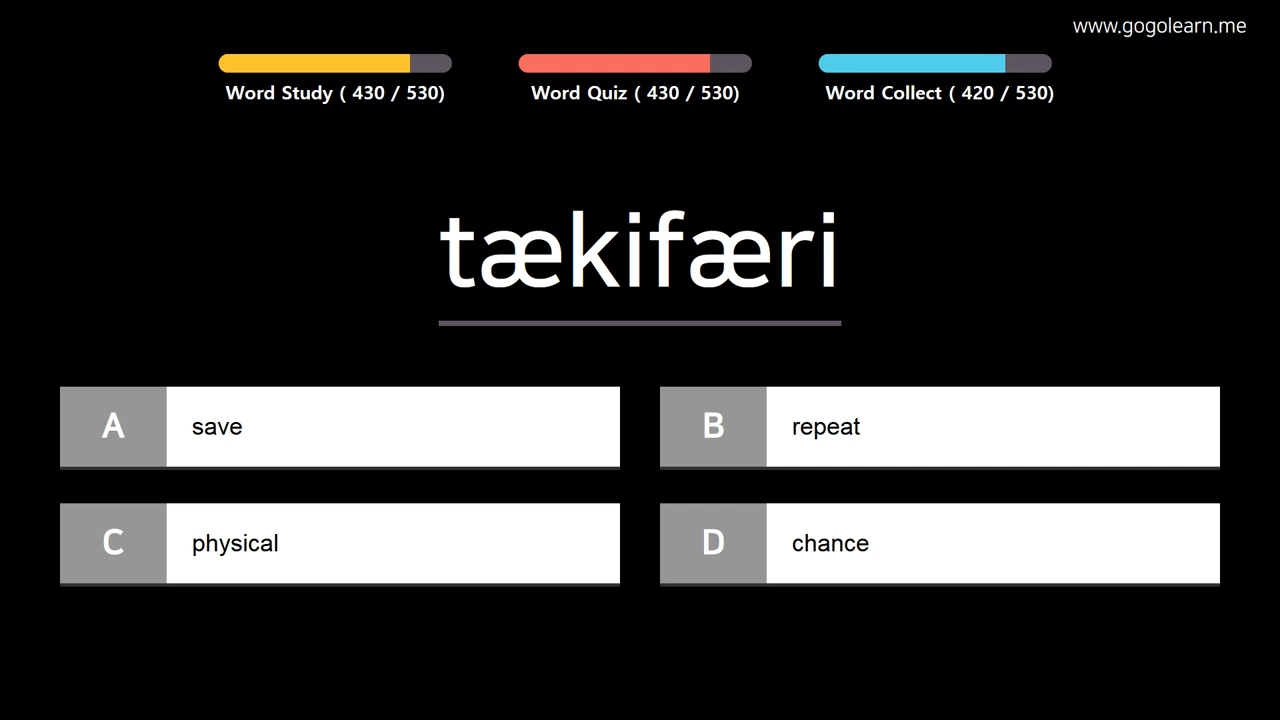 www.gogolearn.me
Word Study ( 430 / 530)
Word Quiz ( 430 / 530)
Word Collect ( 420 / 530)
tækifæri
A save
B repeat
C physical
D chance